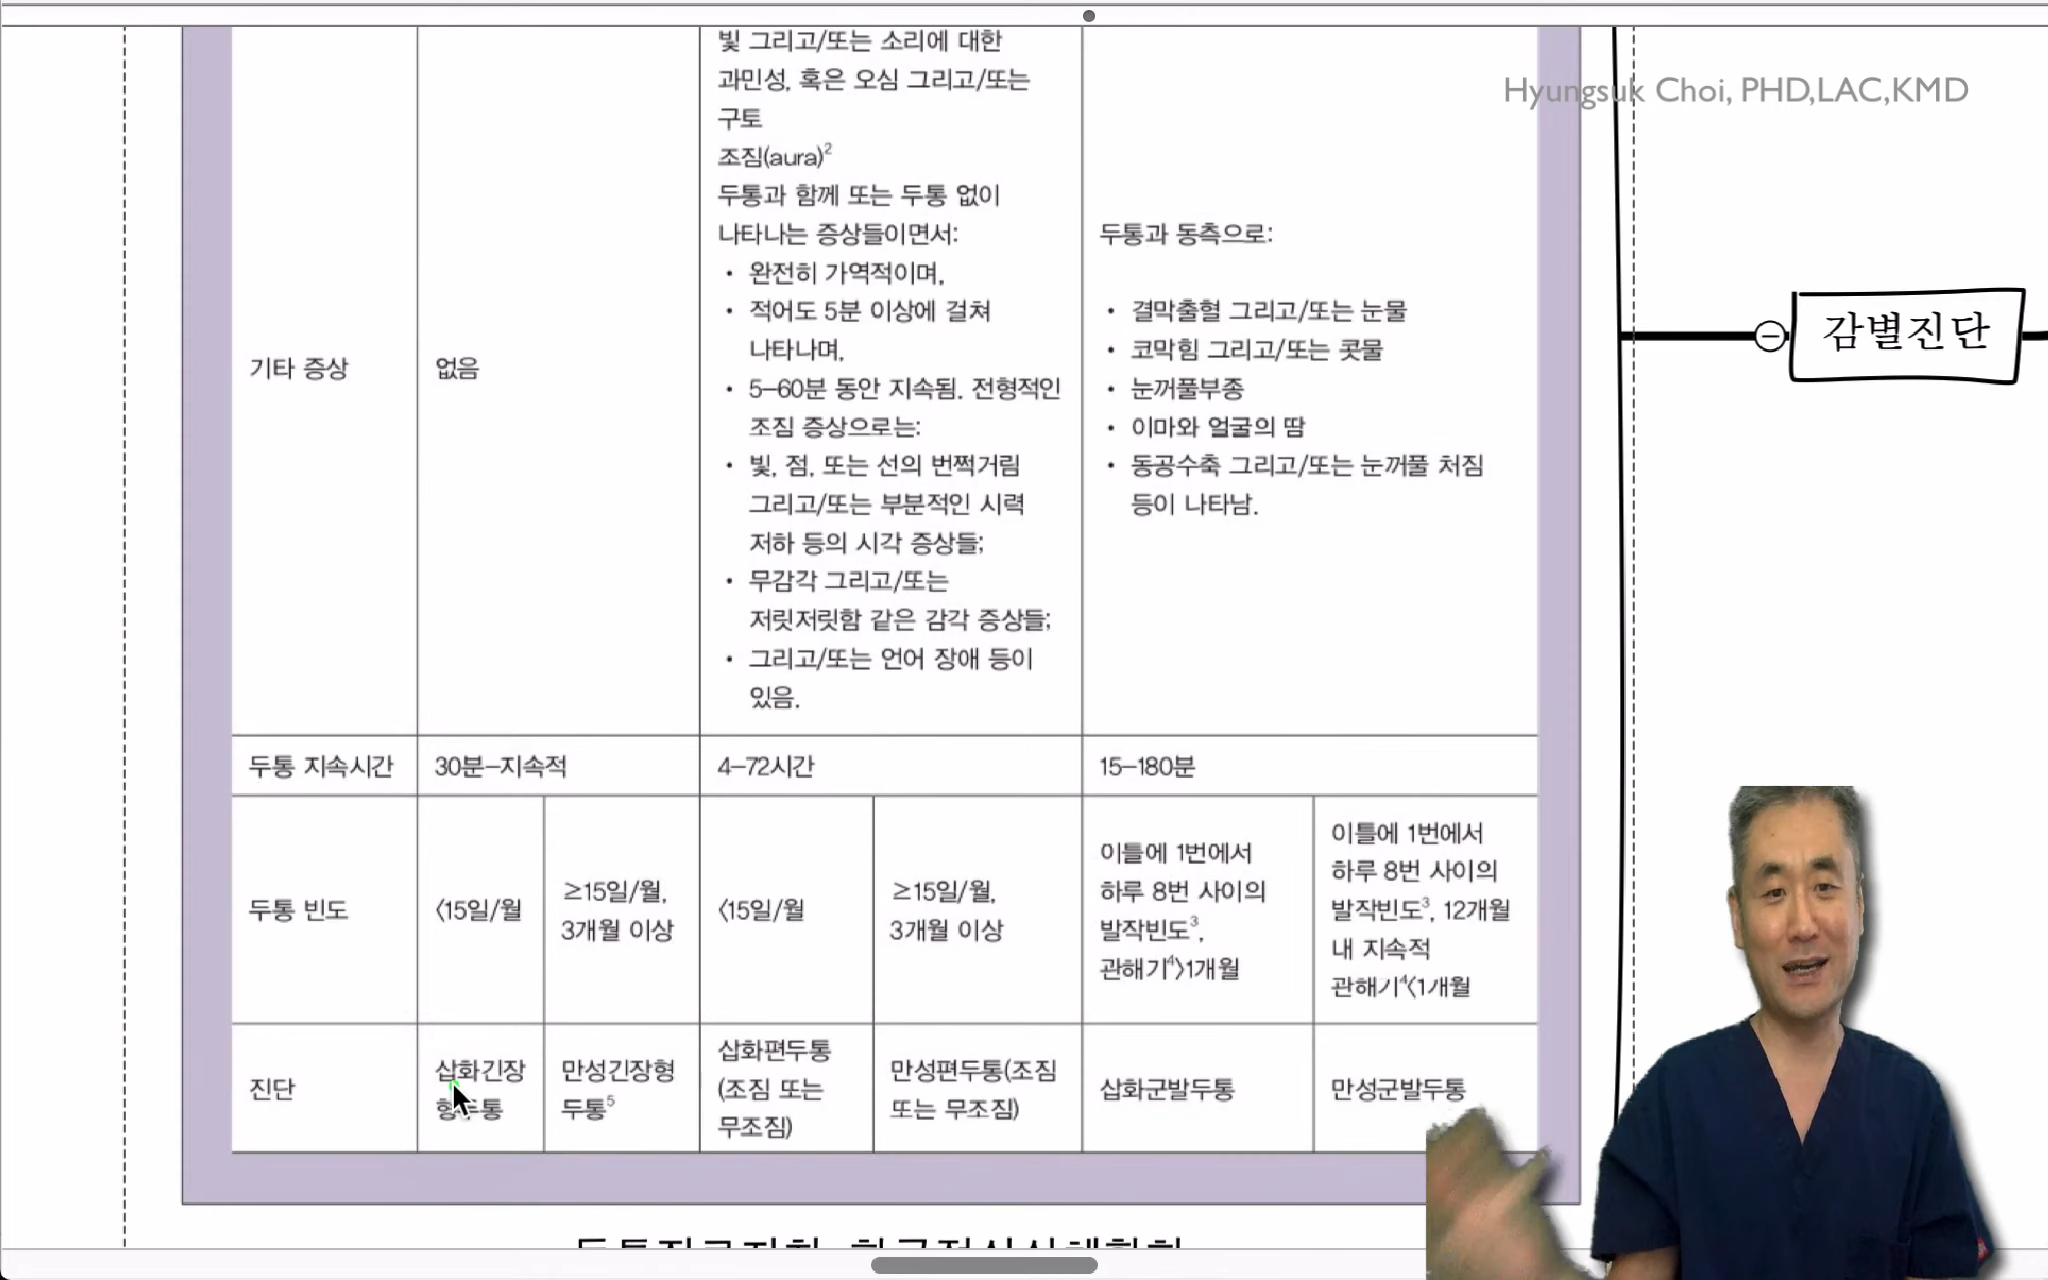 Hyungsuk Choi, PHD,LAC,KMD
기타 증상
없음
빛 그리고/또는 소리에 대한
과민성, 혹은 오심 그리고/또는
구토
조짐(aura)²
두통과 함께 또는 두통 없이
나타나는 증상들이면서:
• 완전히 가역적이며,
• 적어도 5분 이상에 걸쳐
나타나며,
• 5–60분 동안 지속됨. 전형적인
조짐 증상으로는:
• 빛, 점, 또는 선의 번쩍거림
그리고/또는 부분적인 시력
저하 등의 시각 증상들;
• 무감각 그리고/또는
저릿저릿함 같은 감각 증상들;
• 그리고/또는 언어 장애 등이
있음.
두통과 동측으로:
• 결막출혈 그리고/또는 눈물
• 코막힘 그리고/또는 콧물
• 눈꺼풀부종
• 이마와 얼굴의 땀
• 동공수축 그리고/또는 눈꺼풀 처짐
등이 나타남.
두통 지속시간
30분–지속적
4–72시간
15–180분
두통 빈도
<15일/월
≥15일/월,
3개월 이상
<15일/월
≥15일/월,
3개월 이상
이틀에 1번에서
하루 8번 사이의
발작빈도³,
관해기⁴>1개월
이틀에 1번에서
하루 8번 사이의
발작빈도³, 12개월
내 지속적
관해기⁴<1개월
진단
삽화긴장
형두통
만성긴장형
두통⁵
삽화편두통
(조짐 또는
무조짐)
만성편두통(조짐
또는 무조짐)
삽화군발두통
만성군발두통
감별진단